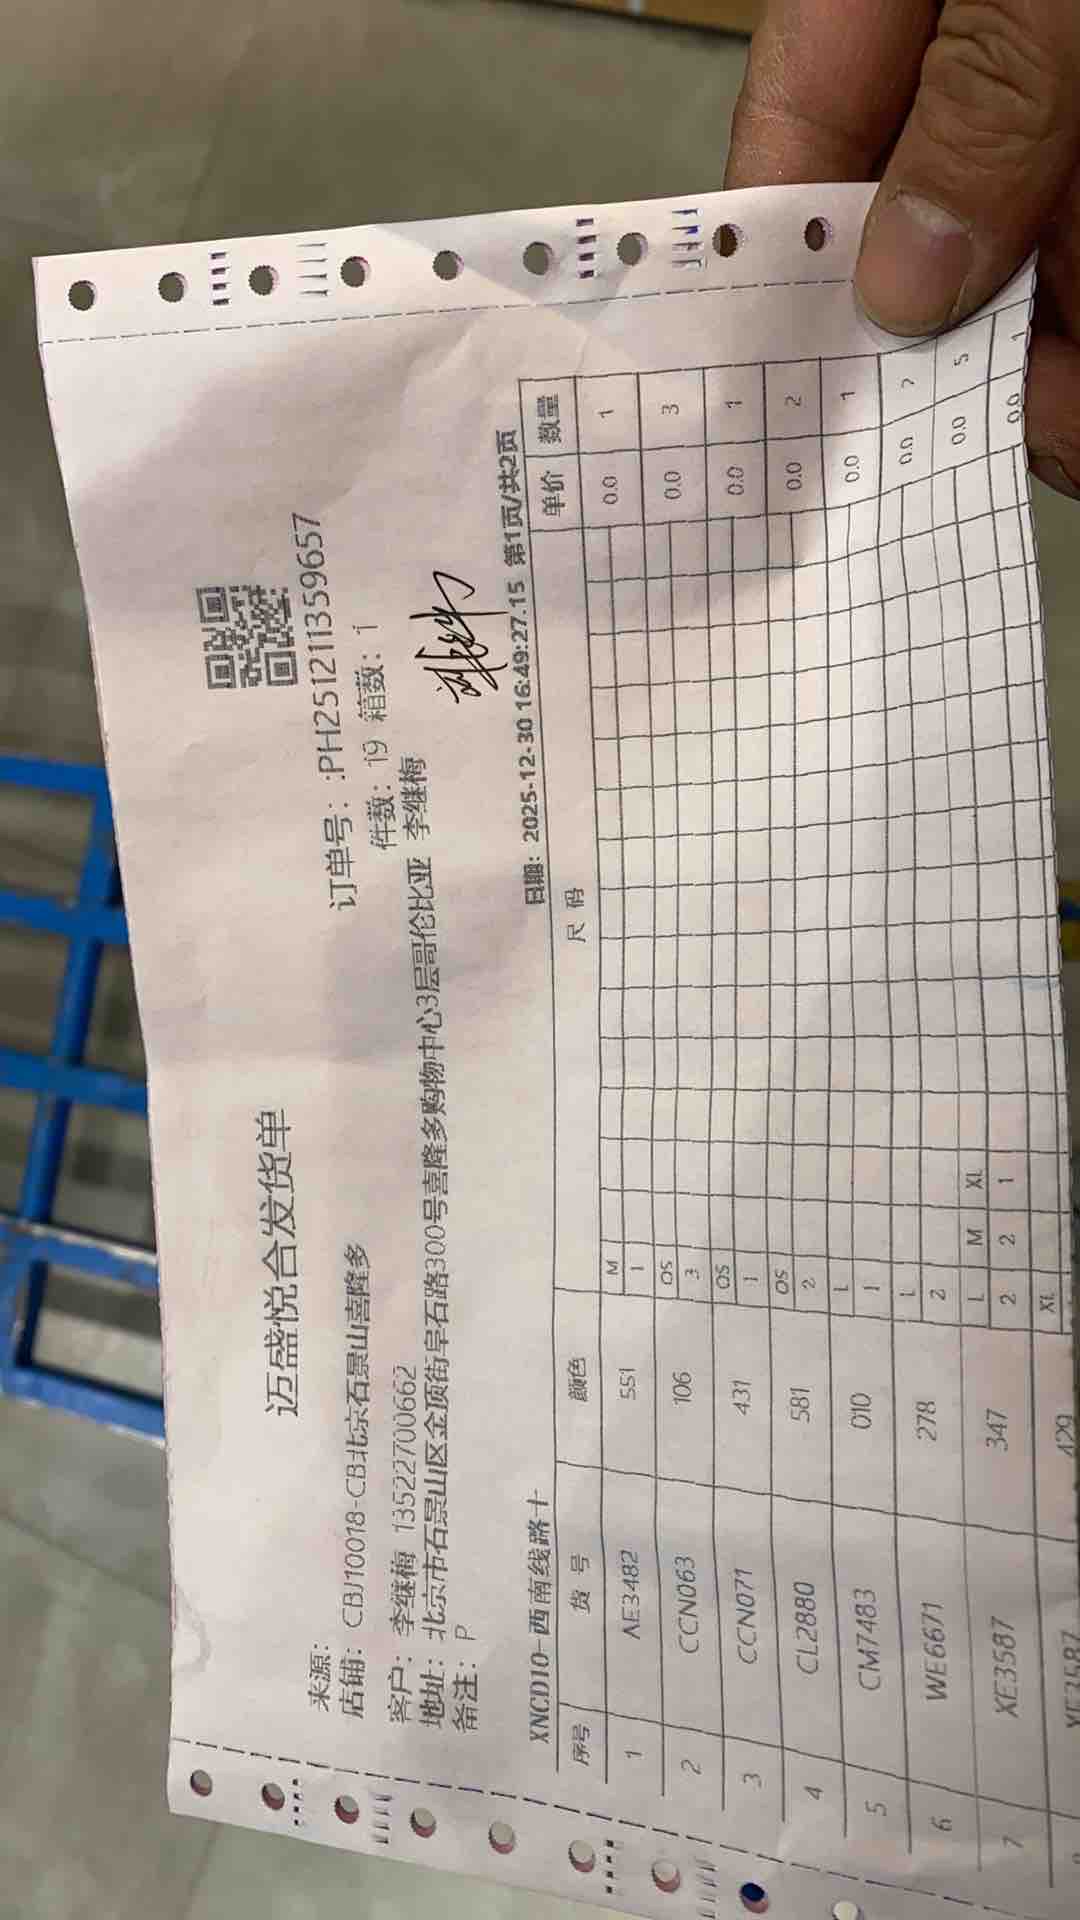 迈盛悦合发货单
来源:
店铺: CBJ10018-CB北京石景山喜隆多
订单号: :PH251211359657
客户: 李继梅 13522700662
件数: 19 箱数: 1
地址: 北京市石景山区金顶街阜石路300号喜隆多购物中心3层哥伦比亚 李继梅
备注: P
XNCD10-西南线路十
日期: 2025-12-30 16:49:27.15 第1页/共2页
序号 货号 颜色 尺码 单价 数量
M
1 AE3482 551 1 0.0 1
OS
2 CCN063 106 3 0.0 3
OS
3 CCN071 431 1 0.0 1
OS
4 CL2880 581 2 0.0 2
L
5 CM7483 010 1 0.0 1
L
6 WE6671 278 2 0.0 2
L M XL
7 XE3587 347 2 2 1 0.0 5
XL
XE3587 429 0.0 1